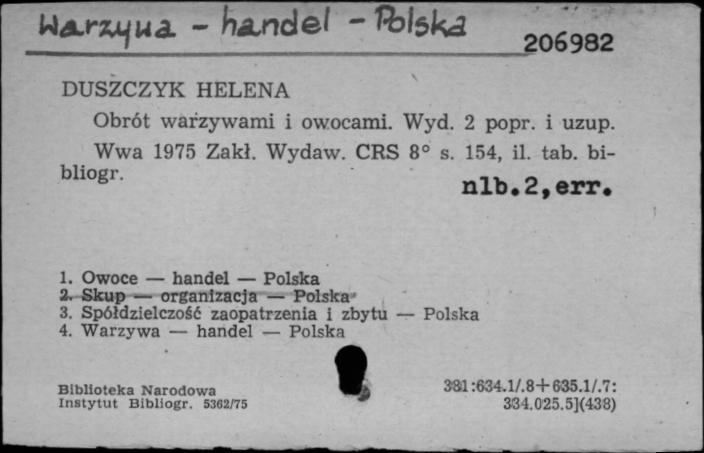 Warzywa - handel - Polska
206982
DUSZCZYK HELENA
Obrót warzywami i owocami. Wyd. 2 popr. i uzup.
Wwa 1975 Zakł. Wydaw. CRS 8° s. 154, il. tab. bi-
bliogr.
nlb.2,err.
1. Owoce — handel — Polska
2. Skup — organizacja — Polska
3. Spółdzielczość zaopatrzenia i zbytu — Polska
4. Warzywa — handel — Polska
Biblioteka Narodowa
Instytut Bibliogr. 5362/75
381:634.1/.8+635.1/.7:
334.025.5](438)